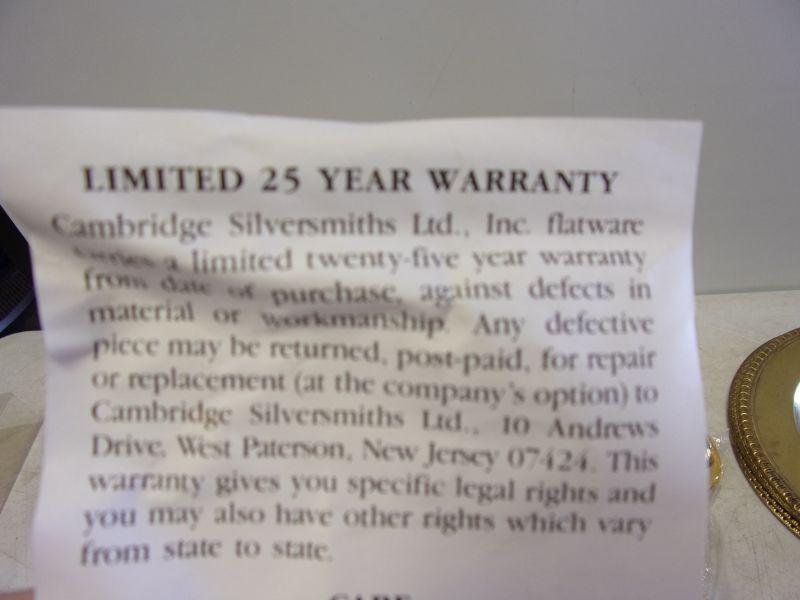 LIMITED 25 YEAR WARRANTY
Cambridge Silversmiths Ltd., Inc. flatware
carries a limited twenty-five year warranty
from date of purchase, against defects in
material or workmanship. Any defective
piece may be returned, post-paid, for repair
or replacement (at the company's option) to
Cambridge Silversmiths Ltd., 10 Andrews
Drive, West Paterson, New Jersey 07424. This
warranty gives you specific legal rights and
you may also have other rights which vary
from state to state.
CARE